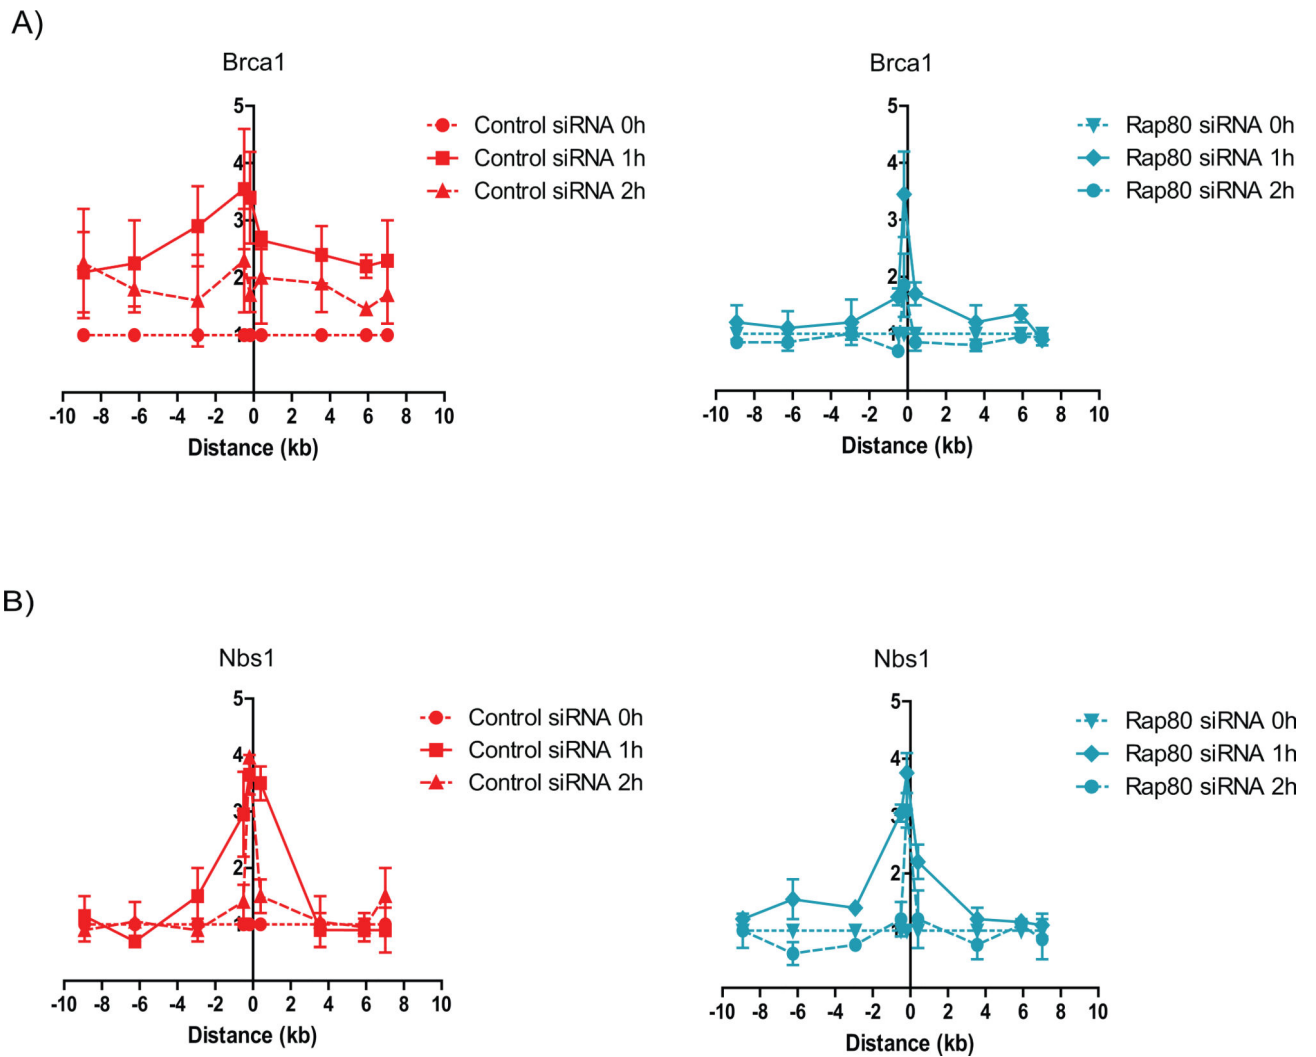 A)
Brca1
5
4
3
2
1
-10 -8 -6 -4 -2 0 2 4 6 8 10
Distance (kb)
Control siRNA 0h
Control siRNA 1h
Control siRNA 2h
Brca1
5
4
3
2
1
-10 -8 -6 -4 -2 0 2 4 6 8 10
Distance (kb)
Rap80 siRNA 0h
Rap80 siRNA 1h
Rap80 siRNA 2h
B)
Nbs1
5
4
3
2
1
-10 -8 -6 -4 -2 0 2 4 6 8 10
Distance (kb)
Control siRNA 0h
Control siRNA 1h
Control siRNA 2h
Nbs1
5
4
3
2
1
-10 -8 -6 -4 -2 0 2 4 6 8 10
Distance (kb)
Rap80 siRNA 0h
Rap80 siRNA 1h
Rap80 siRNA 2h